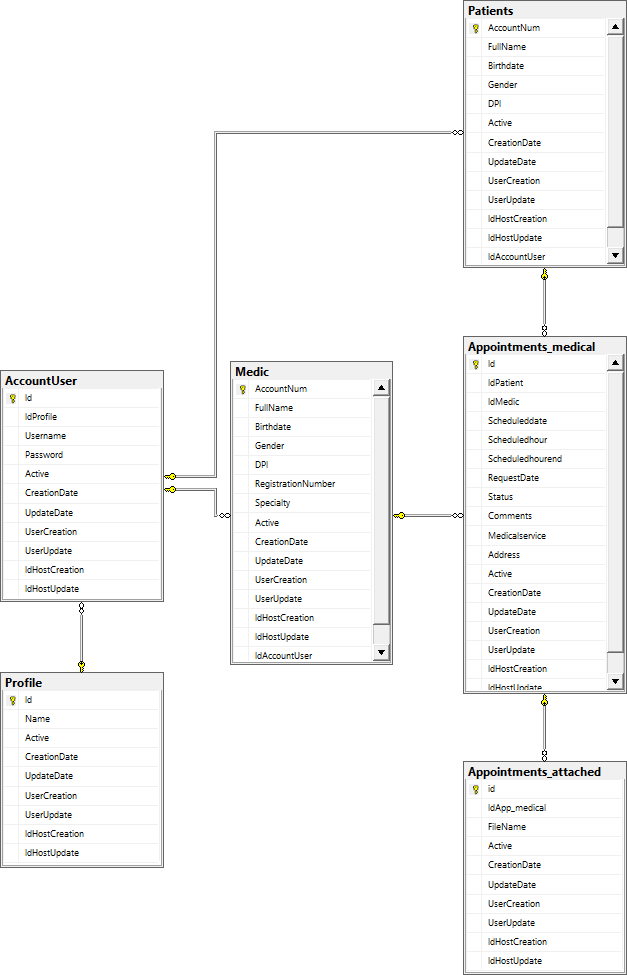 Patients
AccountNum
FullName
Birthdate
Gender
DPI
Active
CreationDate
UpdateDate
UserCreation
UserUpdate
IdHostCreation
IdHostUpdate
IdAccountUser
Appointments_medical
Id
IdPatient
IdMedic
Scheduleddate
Scheduledhour
Scheduledhourend
RequestDate
Status
Comments
Medicalservice
Address
Active
CreationDate
UpdateDate
UserCreation
UserUpdate
IdHostCreation
IdHostUpdate
Medic
AccountNum
FullName
Birthdate
Gender
DPI
RegistrationNumber
Specialty
Active
CreationDate
UpdateDate
UserCreation
UserUpdate
IdHostCreation
IdHostUpdate
IdAccountUser
AccountUser
Id
IdProfile
Username
Password
Active
CreationDate
UpdateDate
UserCreation
UserUpdate
IdHostCreation
IdHostUpdate
Profile
Id
Name
Active
CreationDate
UpdateDate
UserCreation
UserUpdate
IdHostCreation
IdHostUpdate
Appointments_attached
id
IdApp_medical
FileName
Active
CreationDate
UpdateDate
UserCreation
UserUpdate
IdHostCreation
IdHostUpdate